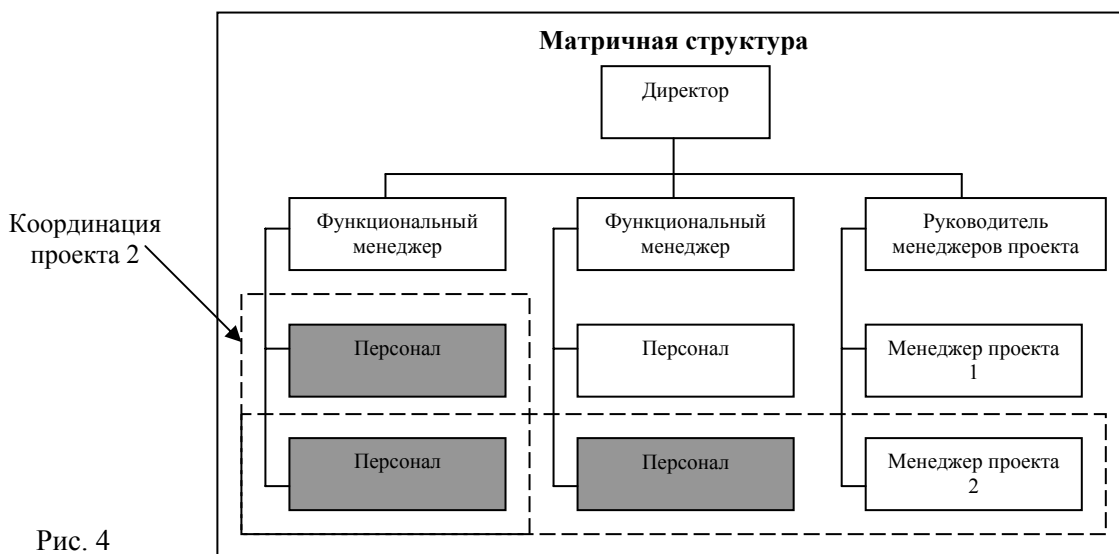 Матричная структура
Директор
Координация
проекта 2
Функциональный
менеджер
Функциональный
менеджер
Руководитель
менеджеров проекта
Персонал
Персонал
Менеджер проекта
1
Персонал
Персонал
Менеджер проекта
2
Рис. 4